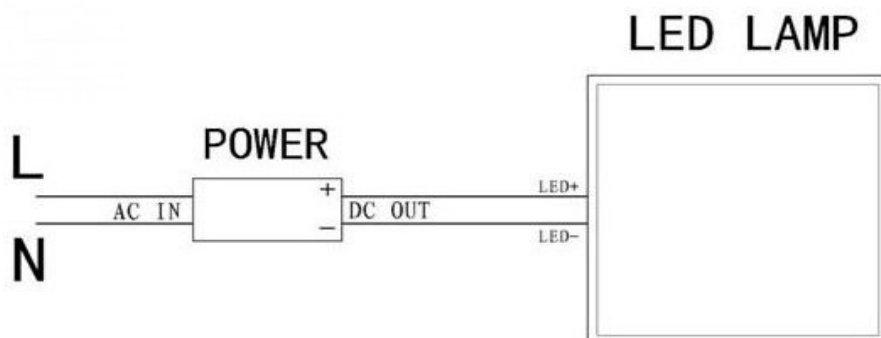 LED LAMP
POWER
L
+
LED+
AC IN
DC OUT
−
LED−
N